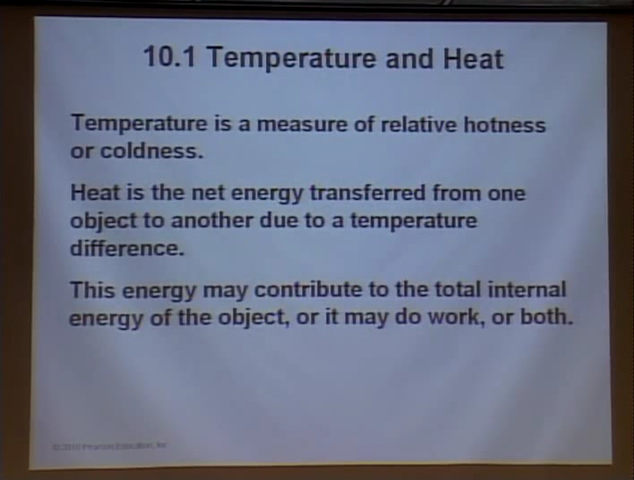 10.1 Temperature and Heat
Temperature is a measure of relative hotness
or coldness.
Heat is the net energy transferred from one
object to another due to a temperature
difference.
This energy may contribute to the total internal
energy of the object, or it may do work, or both.